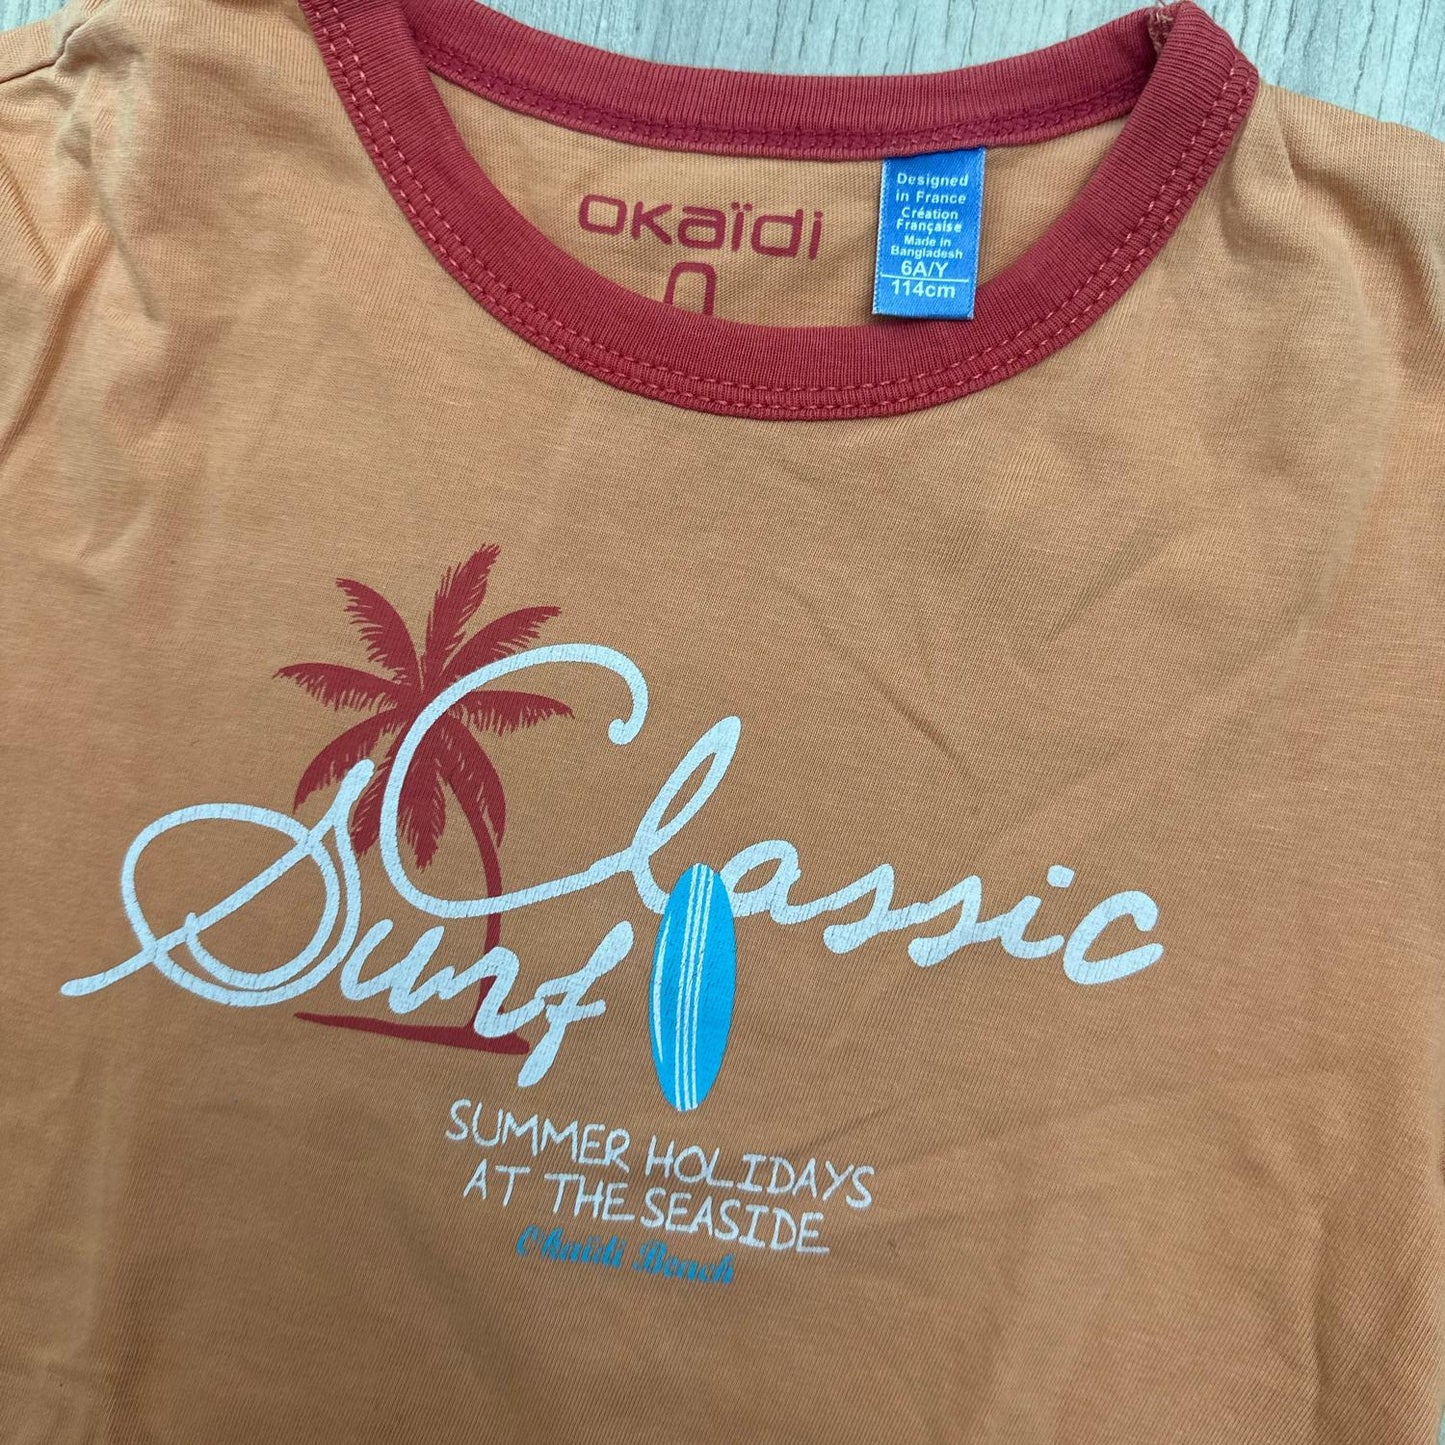 okaïdi
Designed
in France
Création
Française
Made in
Bangladesh
6A/Y
114cm
Classic
Surf
SUMMER HOLIDAYS
AT THE SEASIDE
Okaïdi Beach